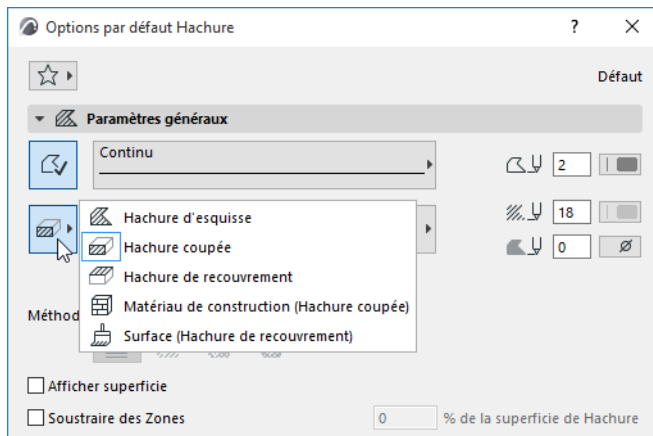 Options par défaut Hachure ? ×
Défaut
Paramètres généraux
Continu
2
18
0
Hachure d'esquisse
Hachure coupée
Hachure de recouvrement
Matériau de construction (Hachure coupée)
Surface (Hachure de recouvrement)
Méthod
Afficher superficie
Soustraire des Zones 0 % de la superficie de Hachure